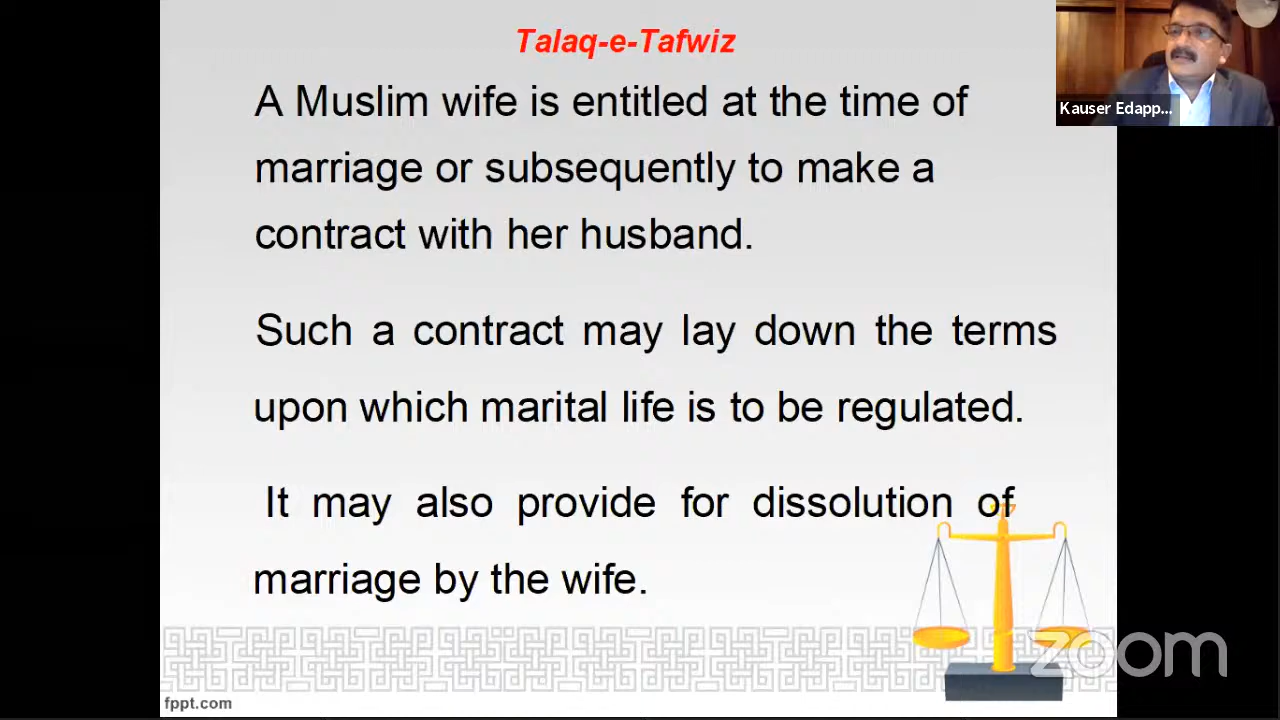 Talaq-e-Tafwiz
A Muslim wife is entitled at the time of
marriage or subsequently to make a
contract with her husband.
Such a contract may lay down the terms
upon which marital life is to be regulated.
It may also provide for dissolution of
marriage by the wife.
Kauser Edapp...
zoom
fppt.com